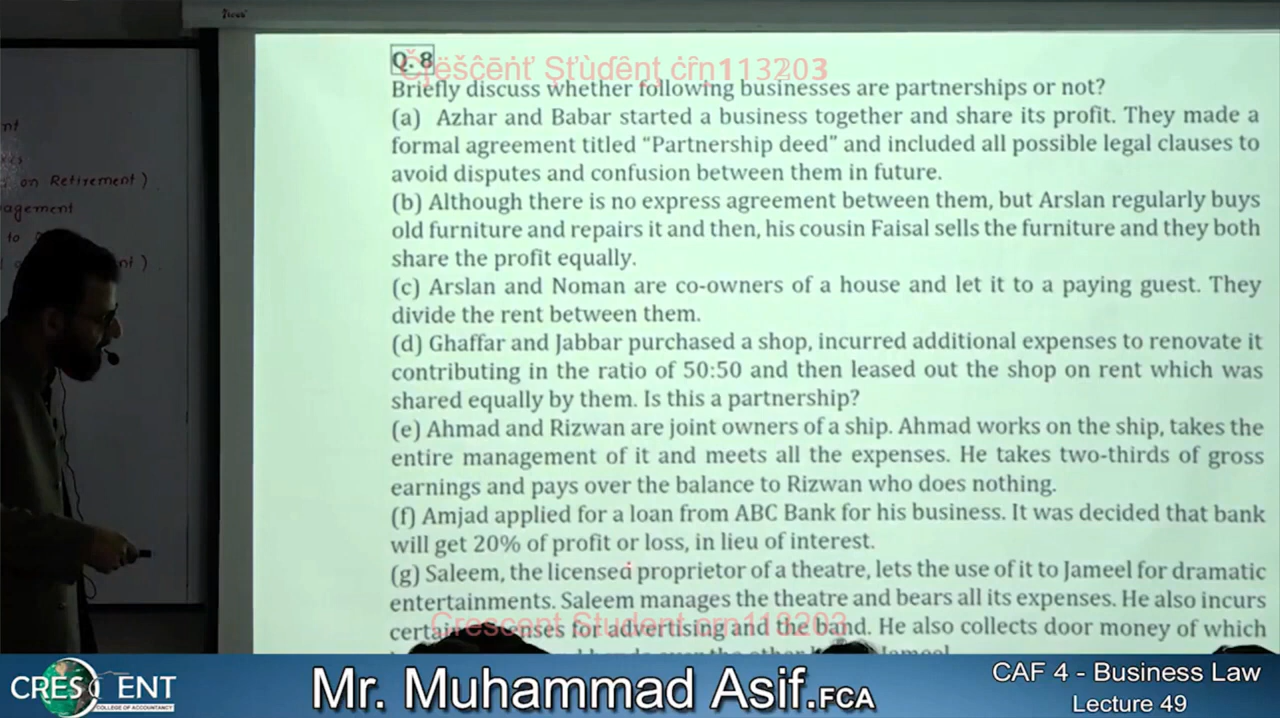 nt
on Retirement )
agement
to
nt )
Q. 8
Crescent Student crn113203
Briefly discuss whether following businesses are partnerships or not?
(a) Azhar and Babar started a business together and share its profit. They made a
formal agreement titled “Partnership deed” and included all possible legal clauses to
avoid disputes and confusion between them in future.
(b) Although there is no express agreement between them, but Arslan regularly buys
old furniture and repairs it and then, his cousin Faisal sells the furniture and they both
share the profit equally.
(c) Arslan and Noman are co-owners of a house and let it to a paying guest. They
divide the rent between them.
(d) Ghaffar and Jabbar purchased a shop, incurred additional expenses to renovate it
contributing in the ratio of 50:50 and then leased out the shop on rent which was
shared equally by them. Is this a partnership?
(e) Ahmad and Rizwan are joint owners of a ship. Ahmad works on the ship, takes the
entire management of it and meets all the expenses. He takes two-thirds of gross
earnings and pays over the balance to Rizwan who does nothing.
(f) Amjad applied for a loan from ABC Bank for his business. It was decided that bank
will get 20% of profit or loss, in lieu of interest.
(g) Saleem, the licensed proprietor of a theatre, lets the use of it to Jameel for dramatic
entertainments. Saleem manages the theatre and bears all its expenses. He also incurs
for advertising and the band. He also collects door money of which
Crescent Student crn113203
CRESCENT
COLLEGE OF ACCOUNTANCY
Mr. Muhammad Asif.FCA
CAF 4 - Business Law
Lecture 49